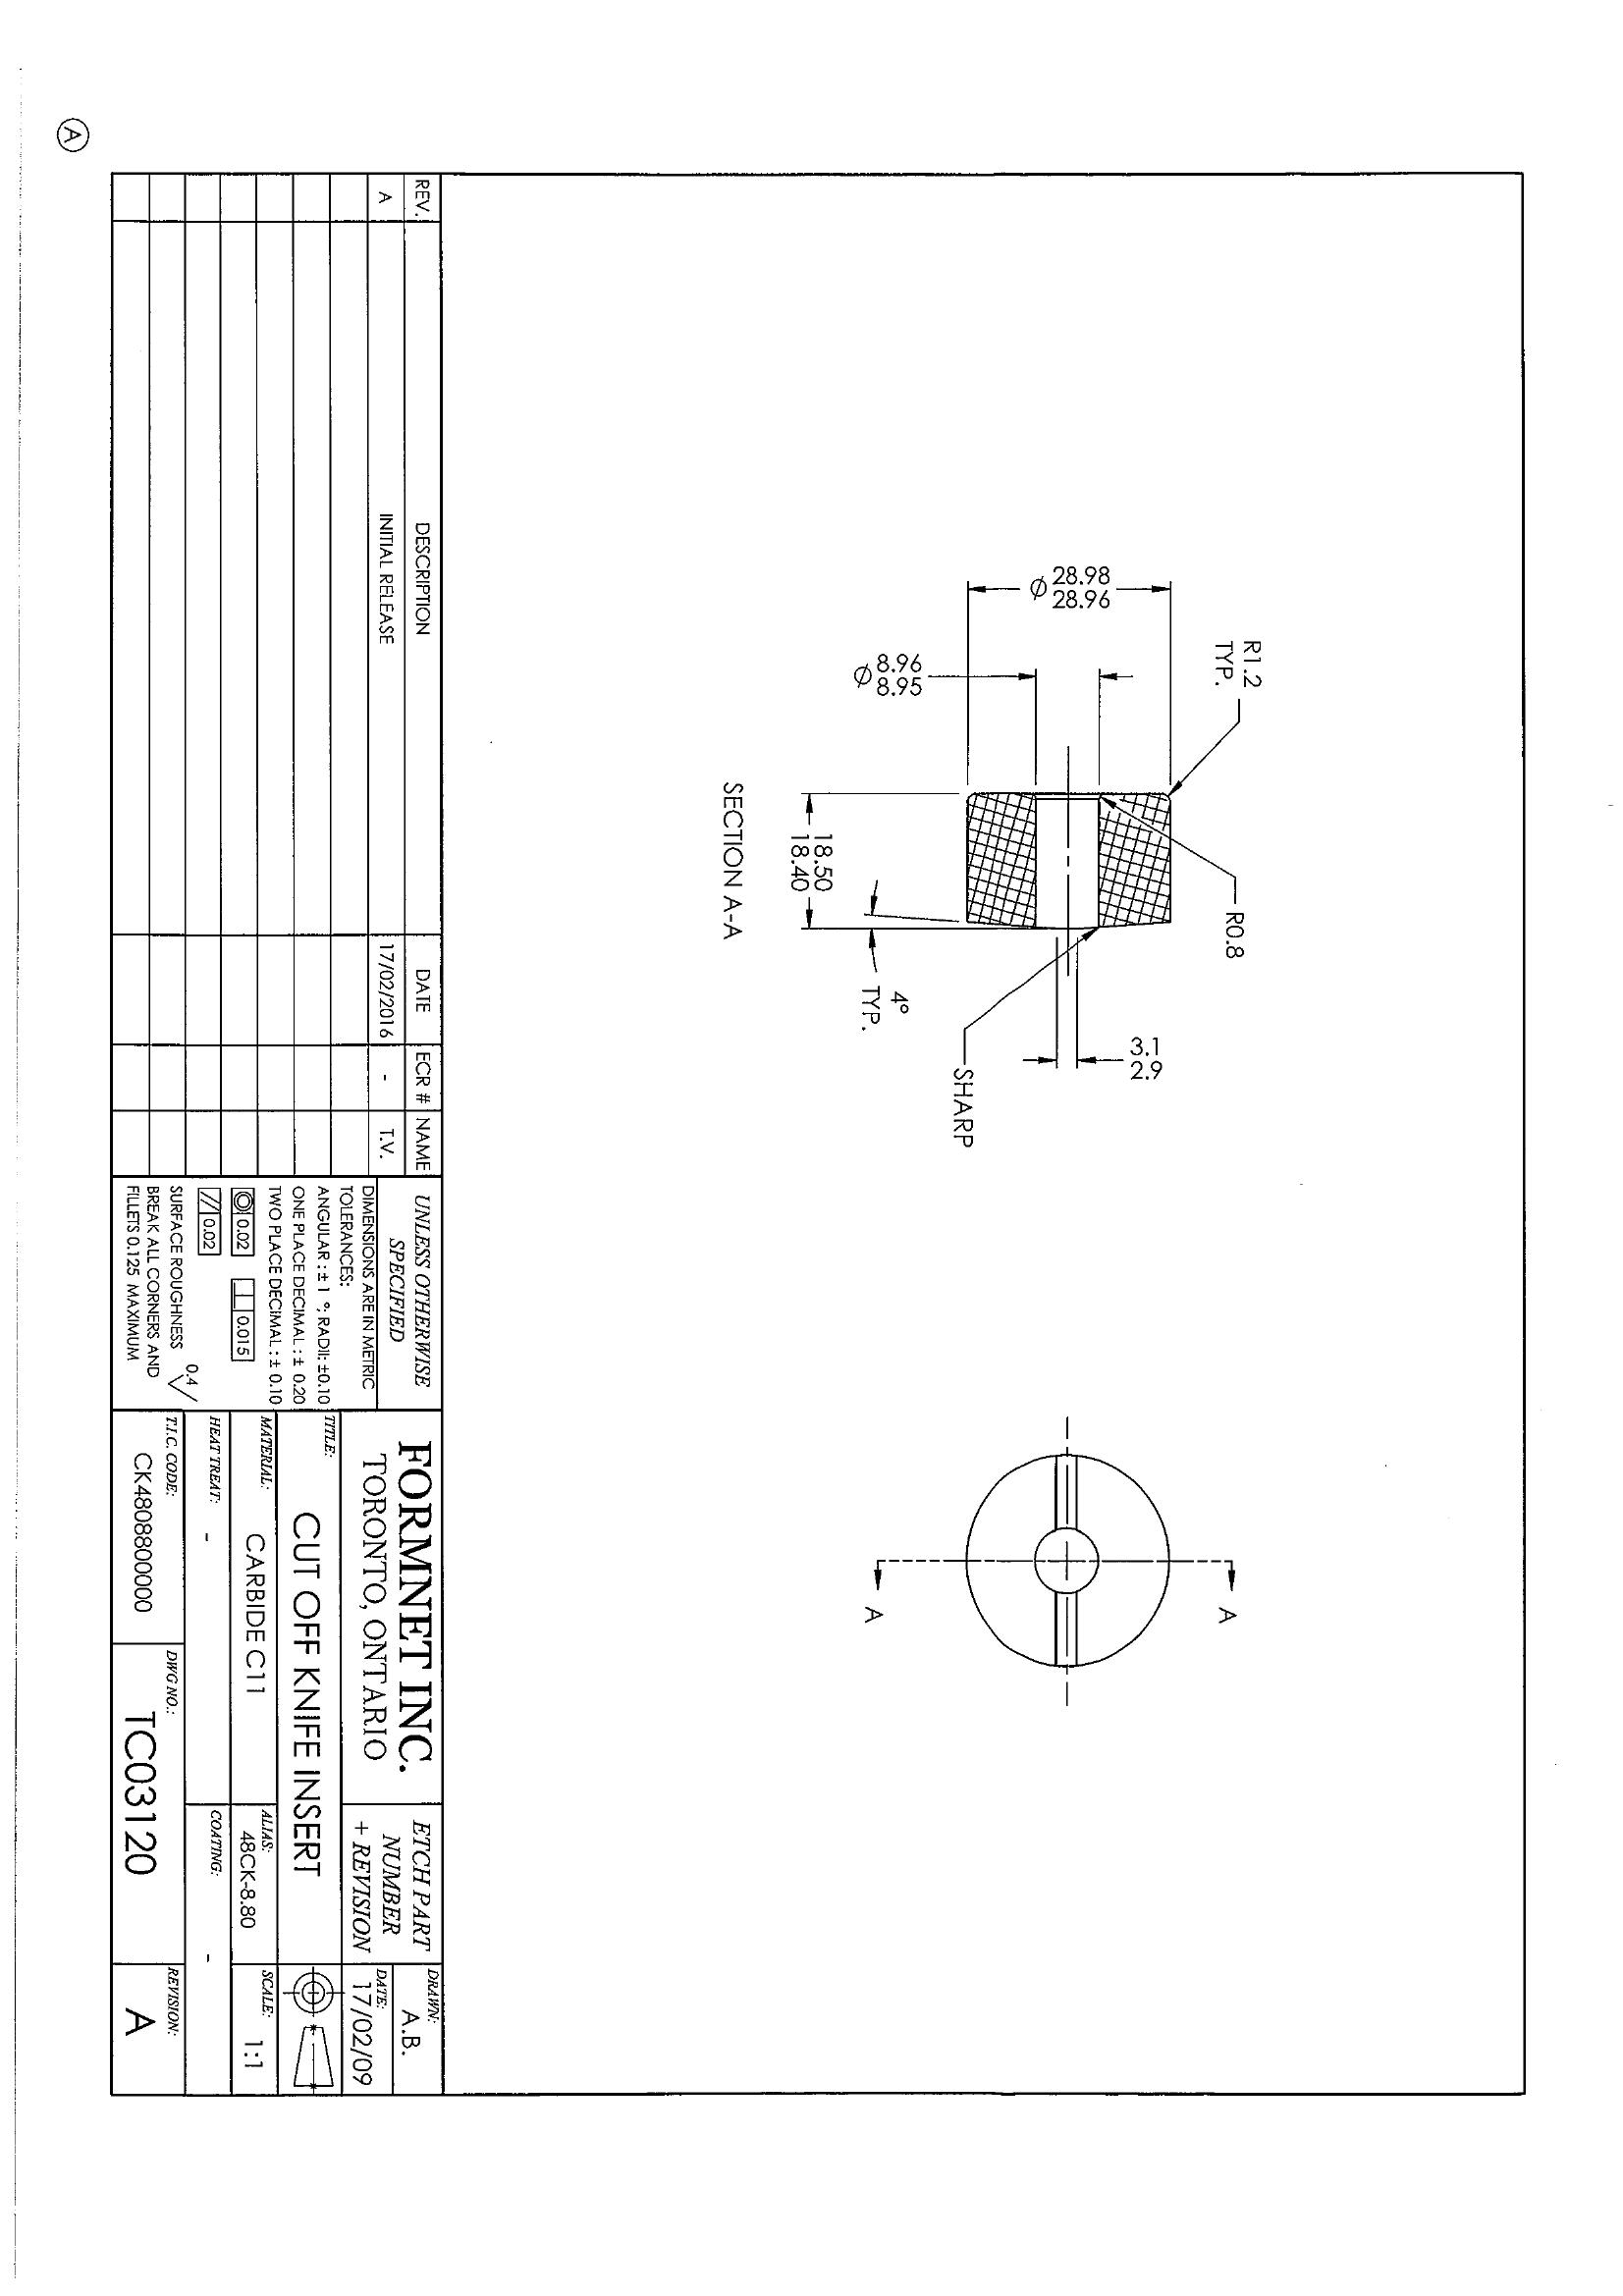 R1.2
TYP.
R0.8
⌀ 28.98
28.96
⌀ 8.96
8.95
3.1
2.9
SHARP
4°
TYP.
18.50
18.40
SECTION A-A
A
A
REV.
DESCRIPTION
DATE
ECR #
NAME
A
INITIAL RELEASE
17/02/2016
-
T.V.
UNLESS OTHERWISE
SPECIFIED
DIMENSIONS ARE IN METRIC
TOLERANCES:
ANGULAR : ± 1 °; RADII: ±0.10
ONE PLACE DECIMAL : ± 0.20
TWO PLACE DECIMAL : ± 0.10
◎ 0.02
⊥ 0.015
// 0.02
SURFACE ROUGHNESS 0.4
BREAK ALL CORNERS AND
FILLETS 0.125 MAXIMUM
FORMNET INC.
TORONTO, ONTARIO
ETCH PART
NUMBER
+ REVISION
DRAWN:
A.B.
DATE:
17/02/09
TITLE:
CUT OFF KNIFE INSERT
MATERIAL:
CARBIDE C11
ALIAS:
48CK-8.80
SCALE:
1:1
HEAT TREAT:
-
COATING:
-
T.I.C. CODE:
CK4808800000
DWG NO.:
TC03120
REVISION:
A
A